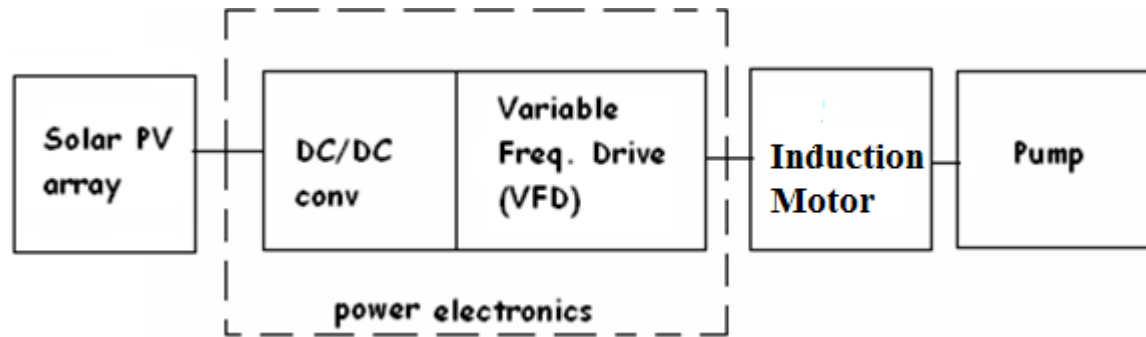 Solar PV
array
DC/DC
conv
Variable
Freq. Drive
(VFD)
Induction
Motor
Pump
power electronics